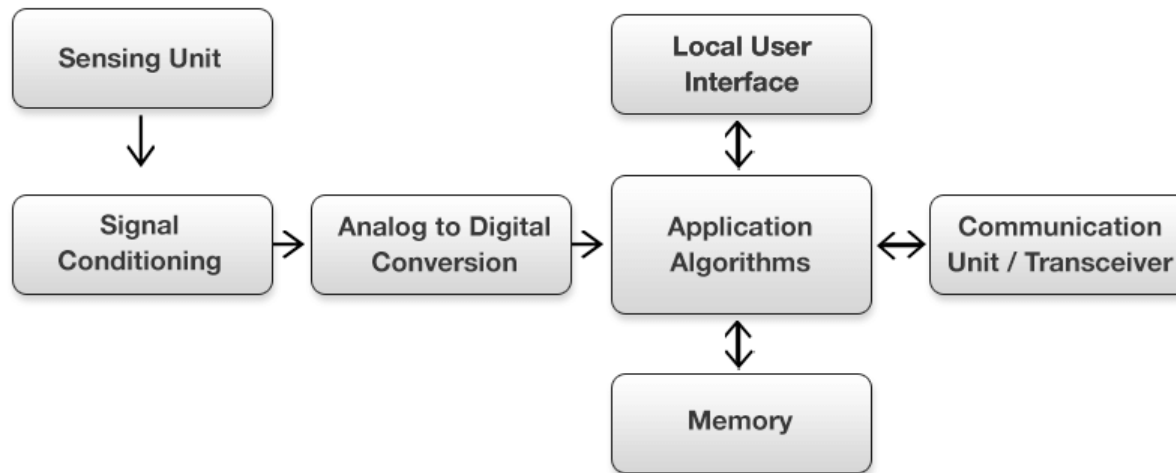 Sensing Unit
Local User
Interface
Signal
Conditioning
Analog to Digital
Conversion
Application
Algorithms
Communication
Unit / Transceiver
Memory